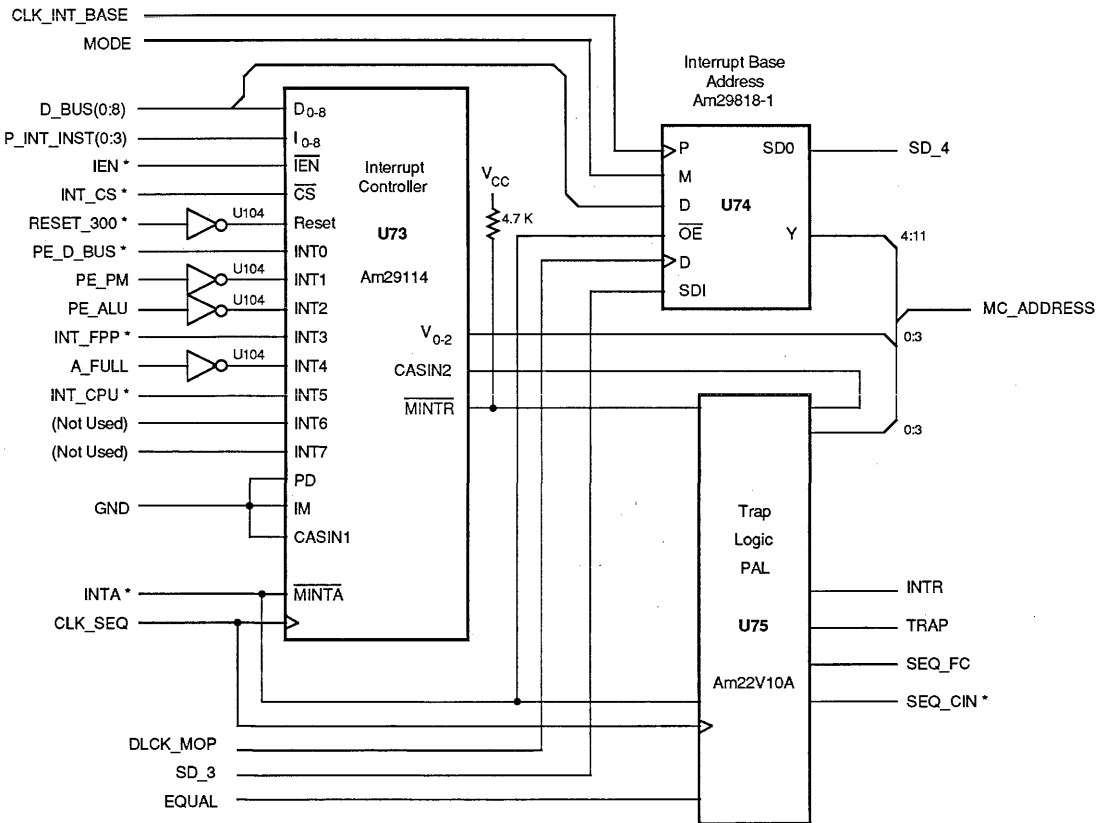 CLK_INT_BASE
MODE
D_BUS(0:8)
P_INT_INST(0:3)
IEN *
INT_CS *
RESET_300 *
PE_D_BUS *
PE_PM
PE_ALU
INT_FPP *
A_FULL
INT_CPU *
(Not Used)
(Not Used)
GND
INTA *
CLK_SEQ
DLCK_MOP
SD_3
EQUAL
U104
U104
U104
U104
D0-8
I0-8
IEN
CS
Reset
INT0
INT1
INT2
INT3
INT4
INT5
INT6
INT7
PD
IM
CASIN1
MINTA
Interrupt
Controller
U73
Am29114
V0-2
CASIN2
MINTR
VCC
4.7 K
Interrupt Base
Address
Am29818-1
P
M
D
OE
D
SDI
U74
SD0
Y
SD_4
4:11
MC_ADDRESS
0:3
0:3
Trap
Logic
PAL
U75
Am22V10A
INTR
TRAP
SEQ_FC
SEQ_CIN *